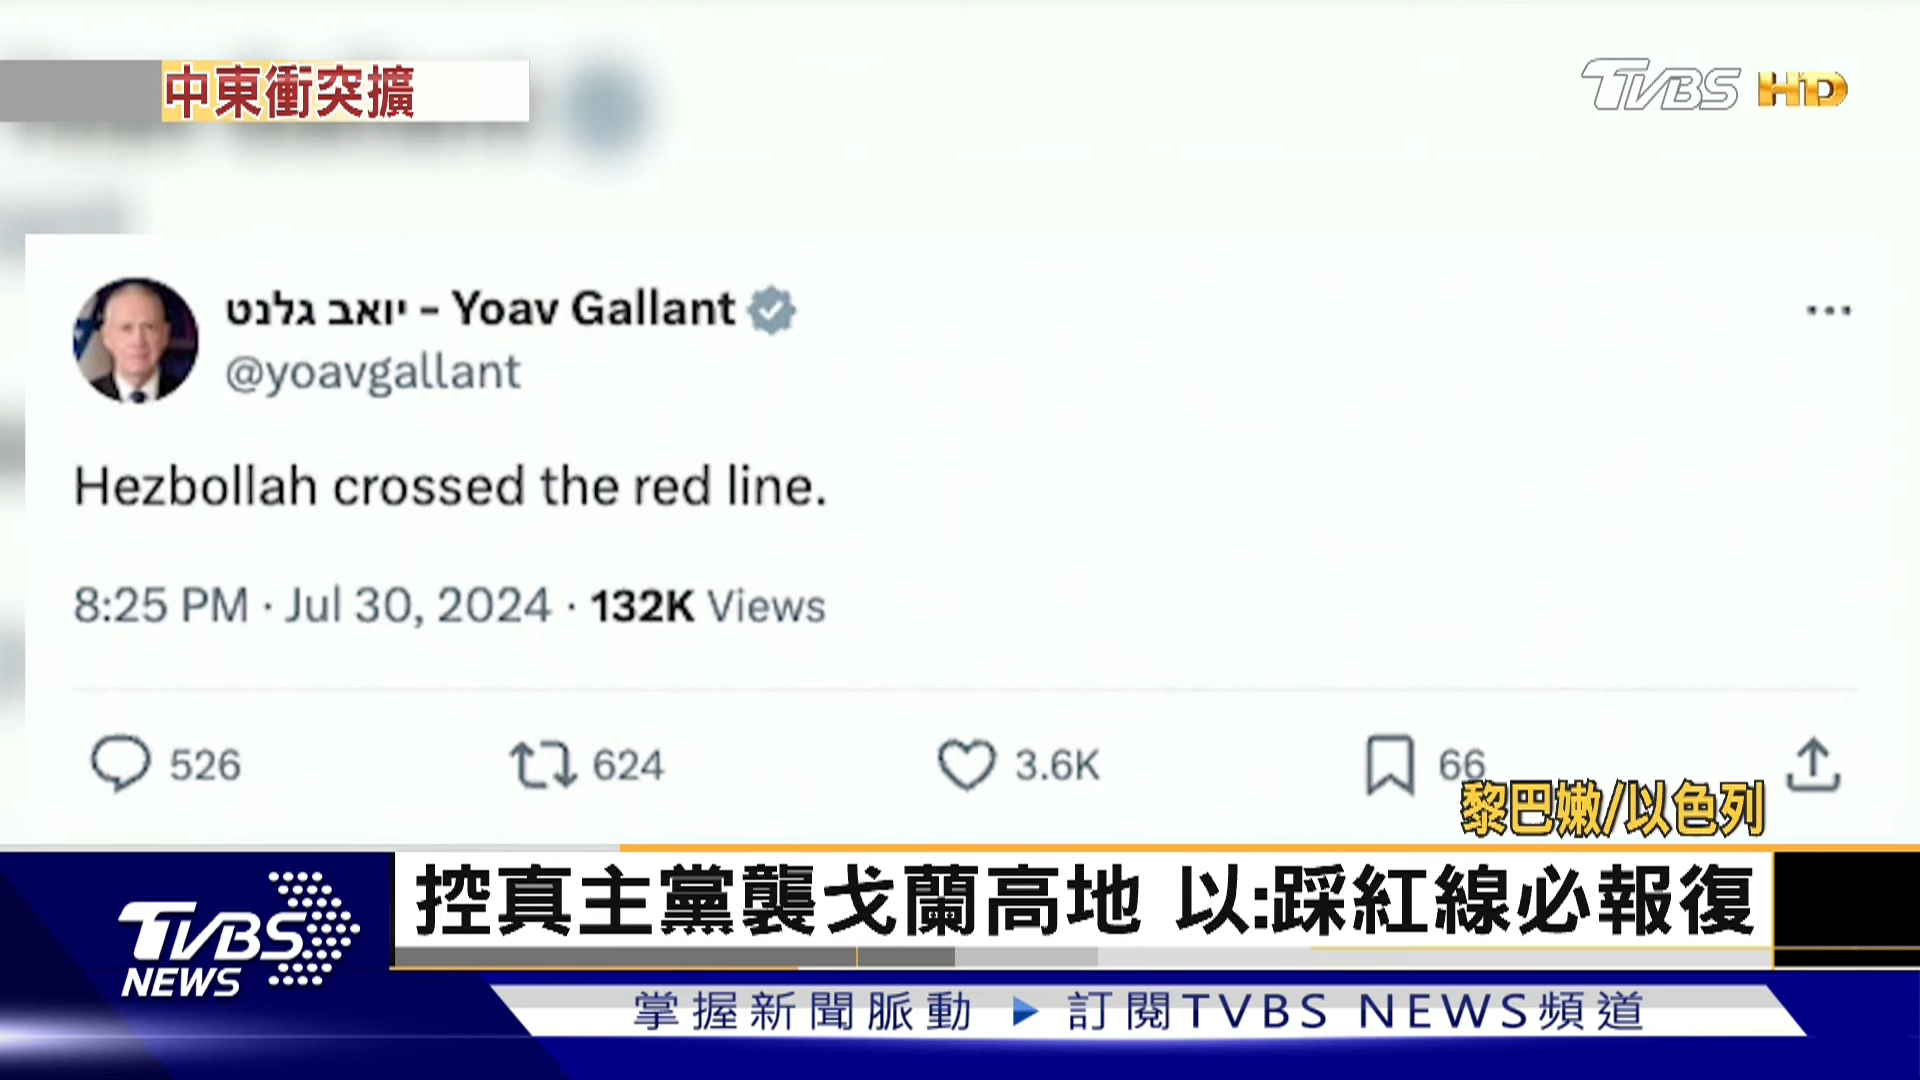 中東衝突擴
TVBS HD
יואב גלנט - Yoav Gallant
@yoavgallant
Hezbollah crossed the red line.
8:25 PM · Jul 30, 2024 · 132K Views
526 624 3.6K 66
黎巴嫩/以色列
控真主黨襲戈蘭高地 以:踩紅線必報復
TVBS NEWS
掌握新聞脈動 ▶ 訂閱TVBS NEWS頻道